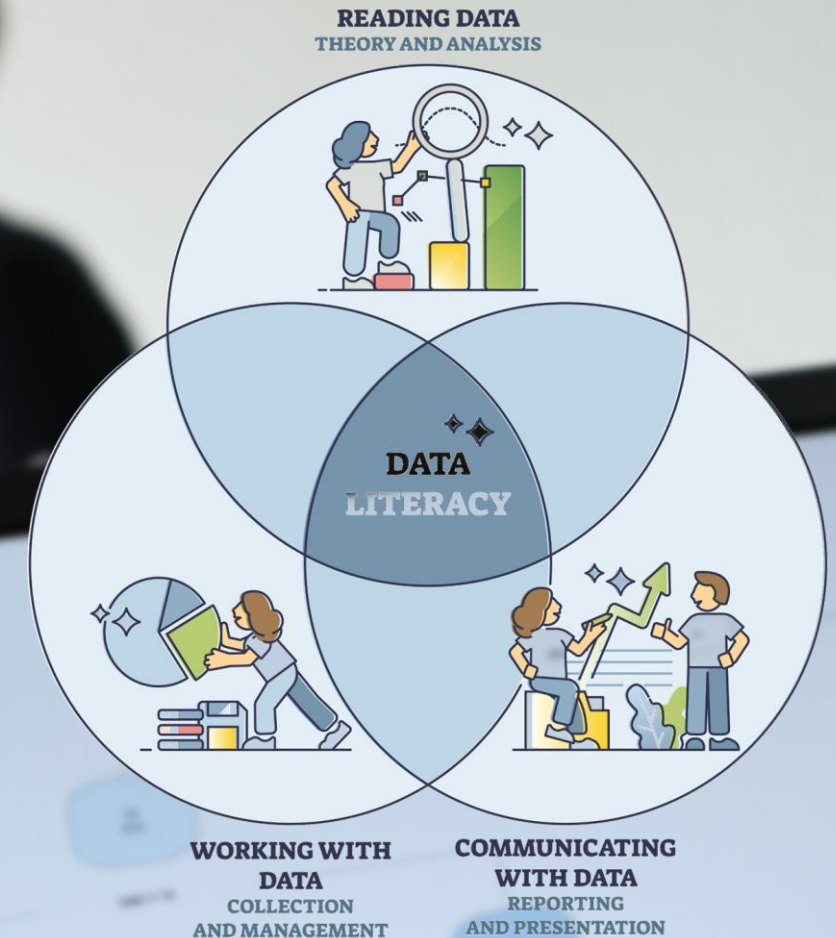 READING DATA
THEORY AND ANALYSIS
DATA
LITERACY
WORKING WITH
DATA
COLLECTION
AND MANAGEMENT
COMMUNICATING
WITH DATA
REPORTING
AND PRESENTATION